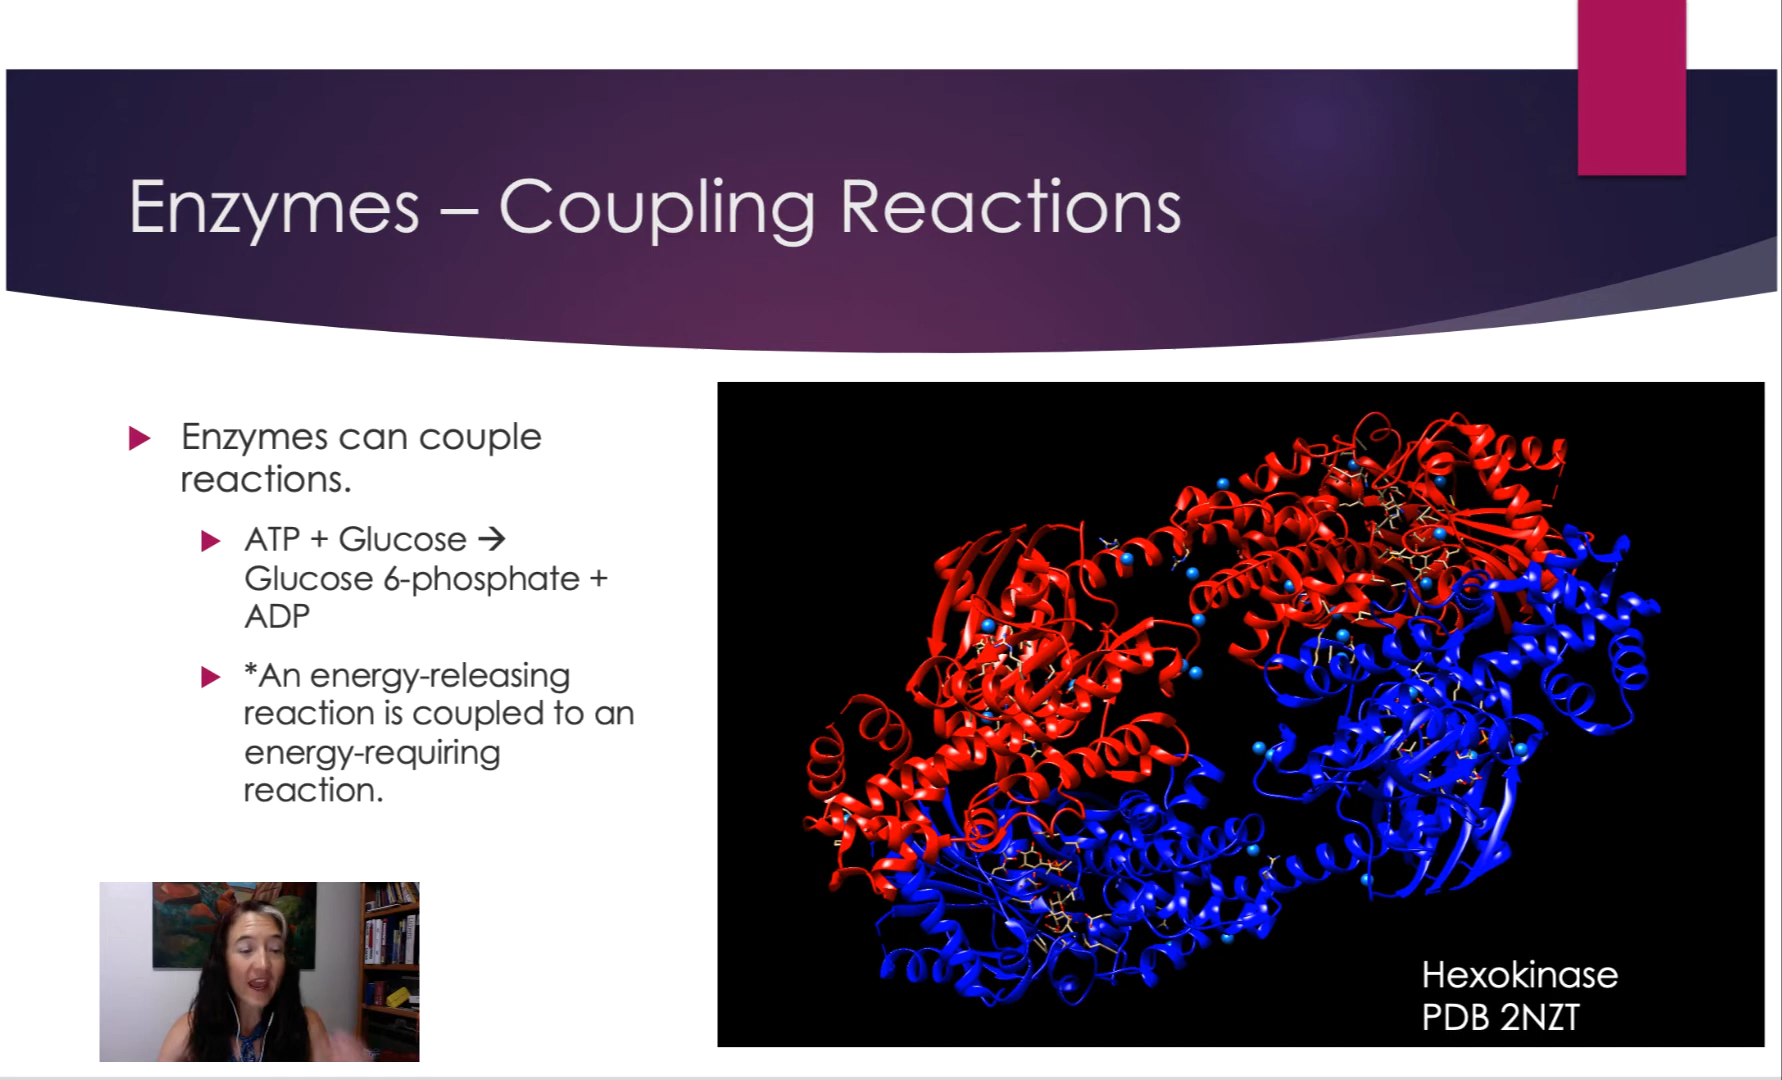 Enzymes – Coupling Reactions
Enzymes can couple
reactions.
ATP + Glucose →
Glucose 6-phosphate +
ADP
*An energy-releasing
reaction is coupled to an
energy-requiring
reaction.
Hexokinase
PDB 2NZT